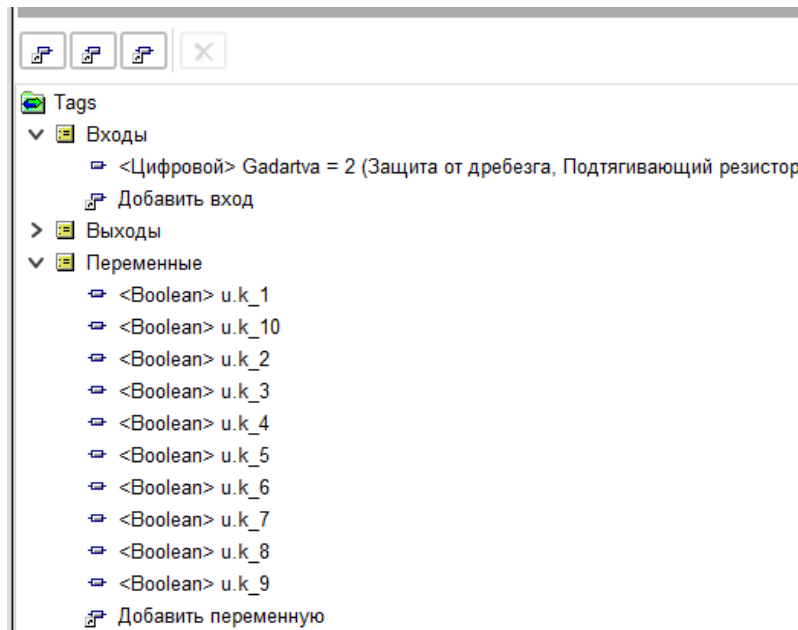 Tags
Входы
<Цифровой> Gadartva = 2 (Защита от дребезга, Подтягивающий резистор
Добавить вход
Выходы
Переменные
<Boolean> u.k_1
<Boolean> u.k_10
<Boolean> u.k_2
<Boolean> u.k_3
<Boolean> u.k_4
<Boolean> u.k_5
<Boolean> u.k_6
<Boolean> u.k_7
<Boolean> u.k_8
<Boolean> u.k_9
Добавить переменную